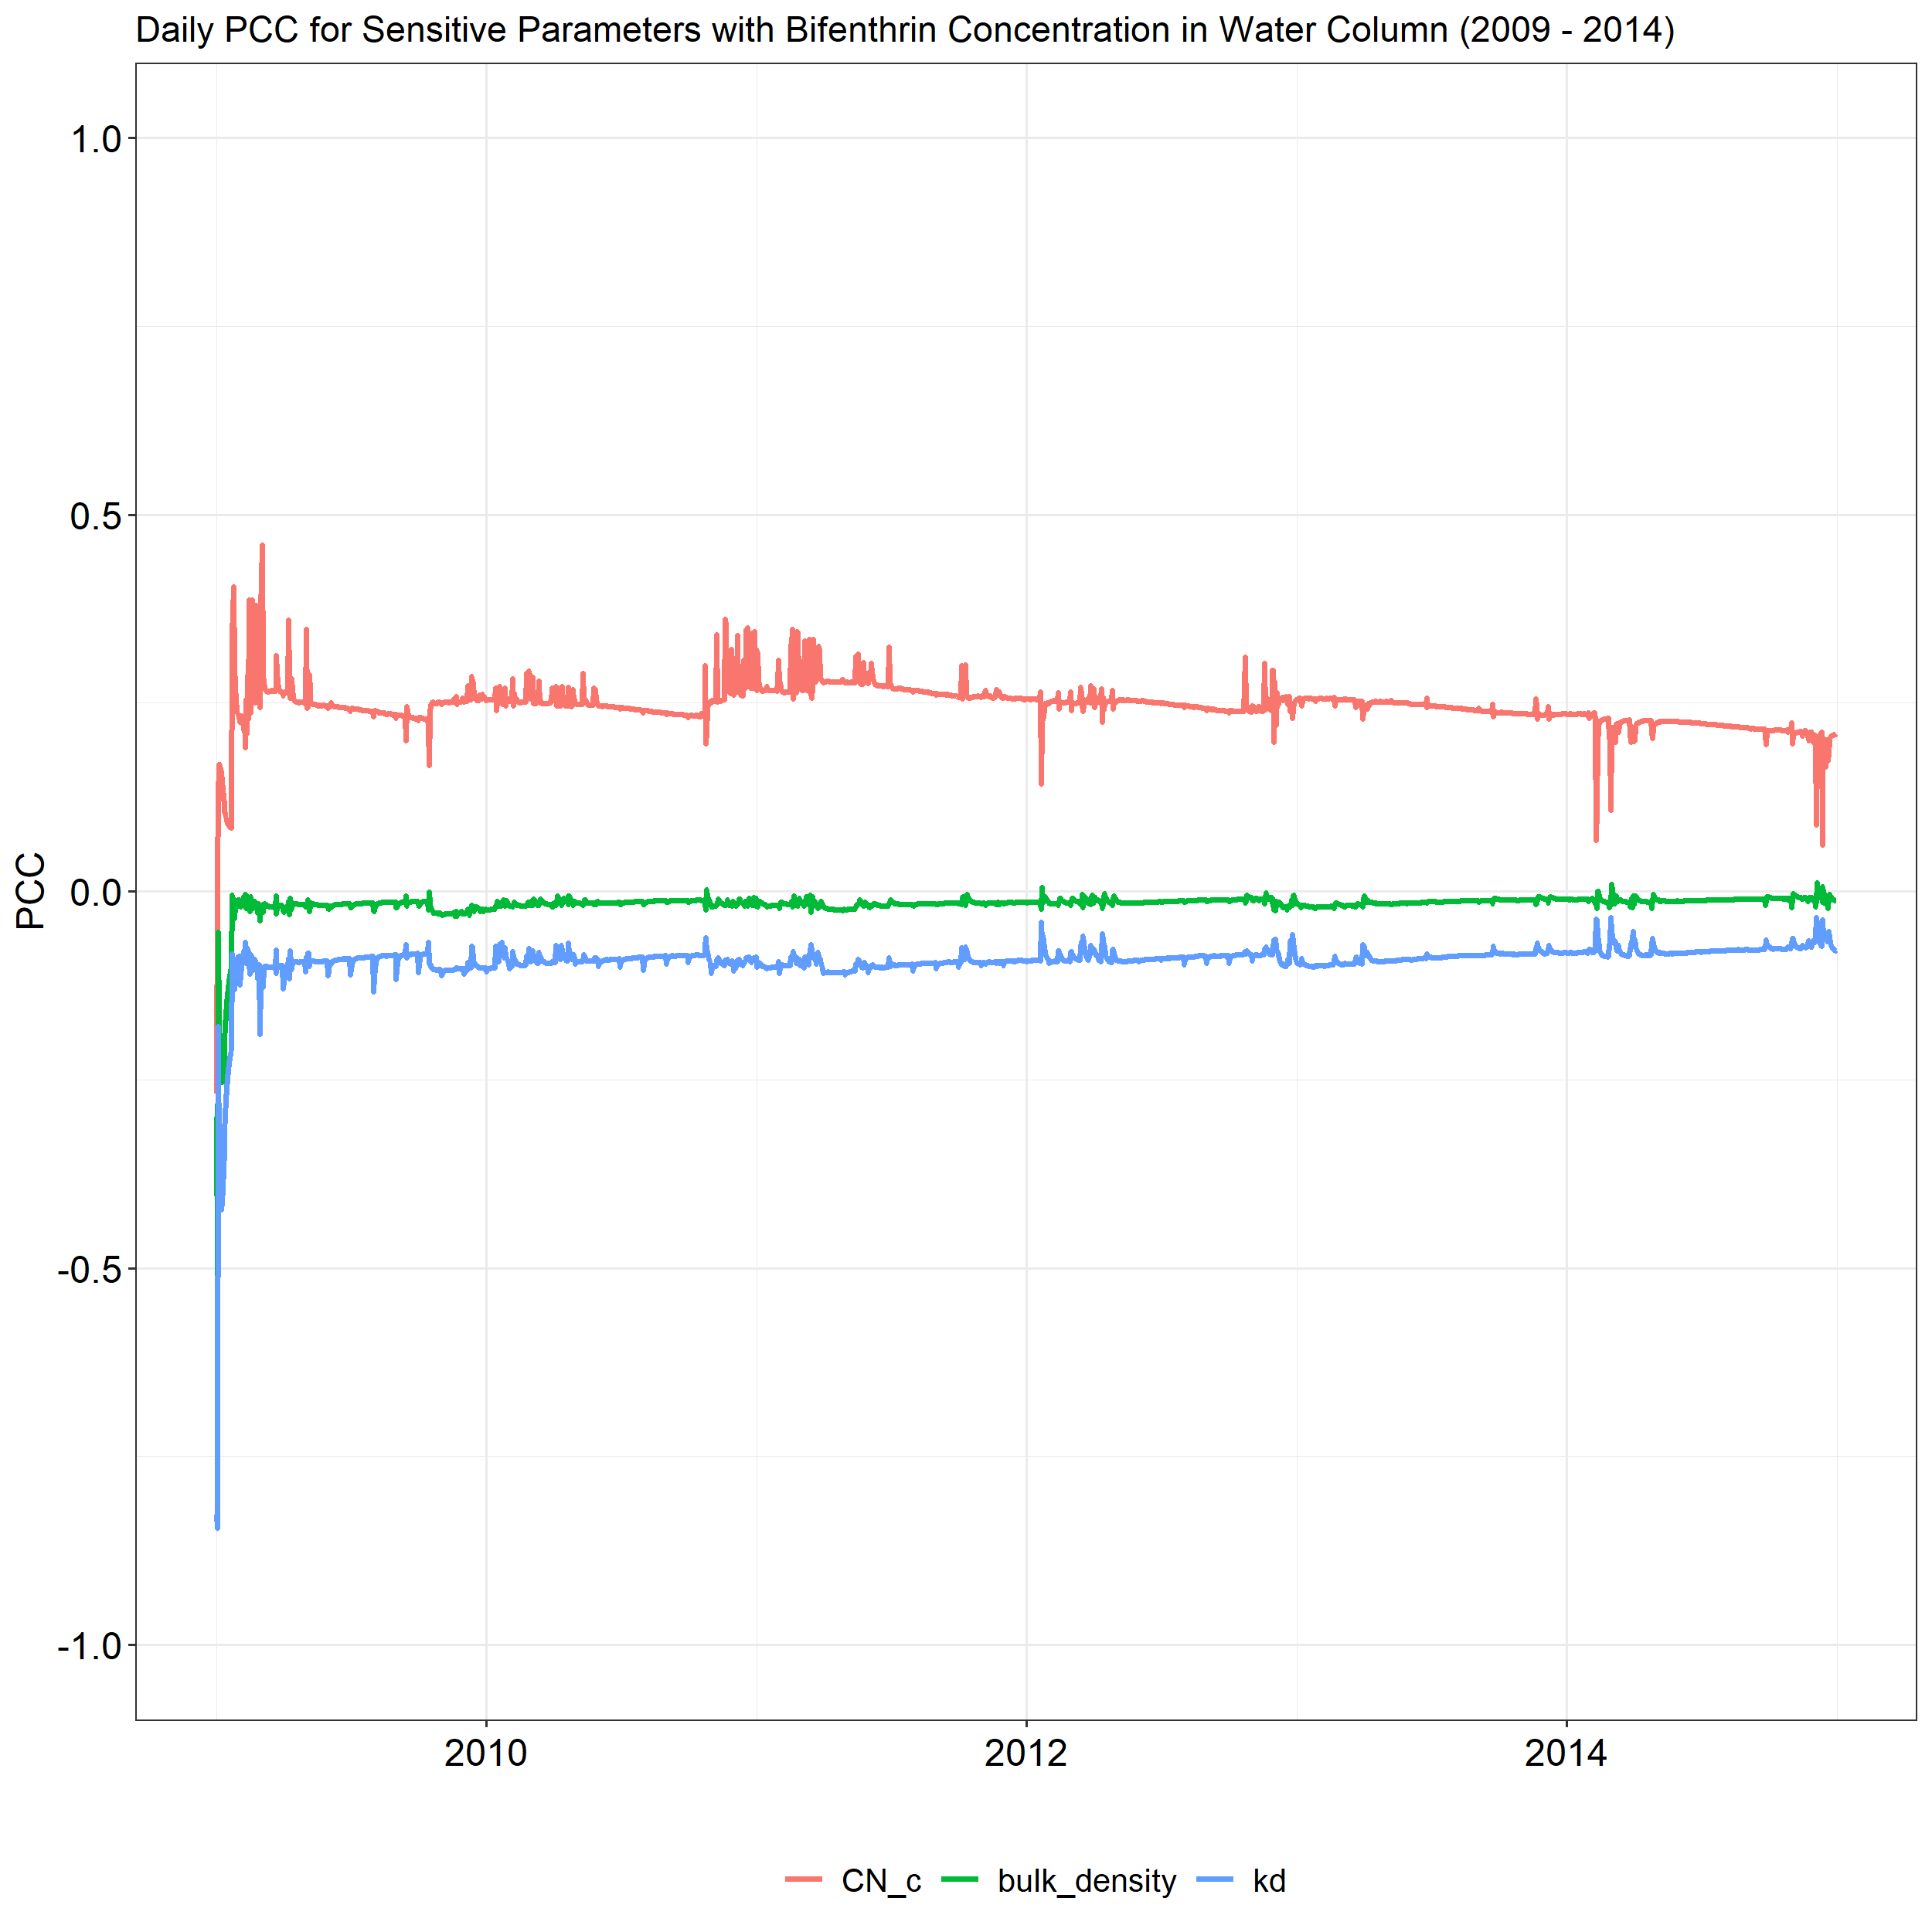 Daily PCC for Sensitive Parameters with Bifenthrin Concentration in Water Column (2009 - 2014)
PCC
1.0
0.5
0.0
-0.5
-1.0
2010 2012 2014
CN_c bulk_density kd